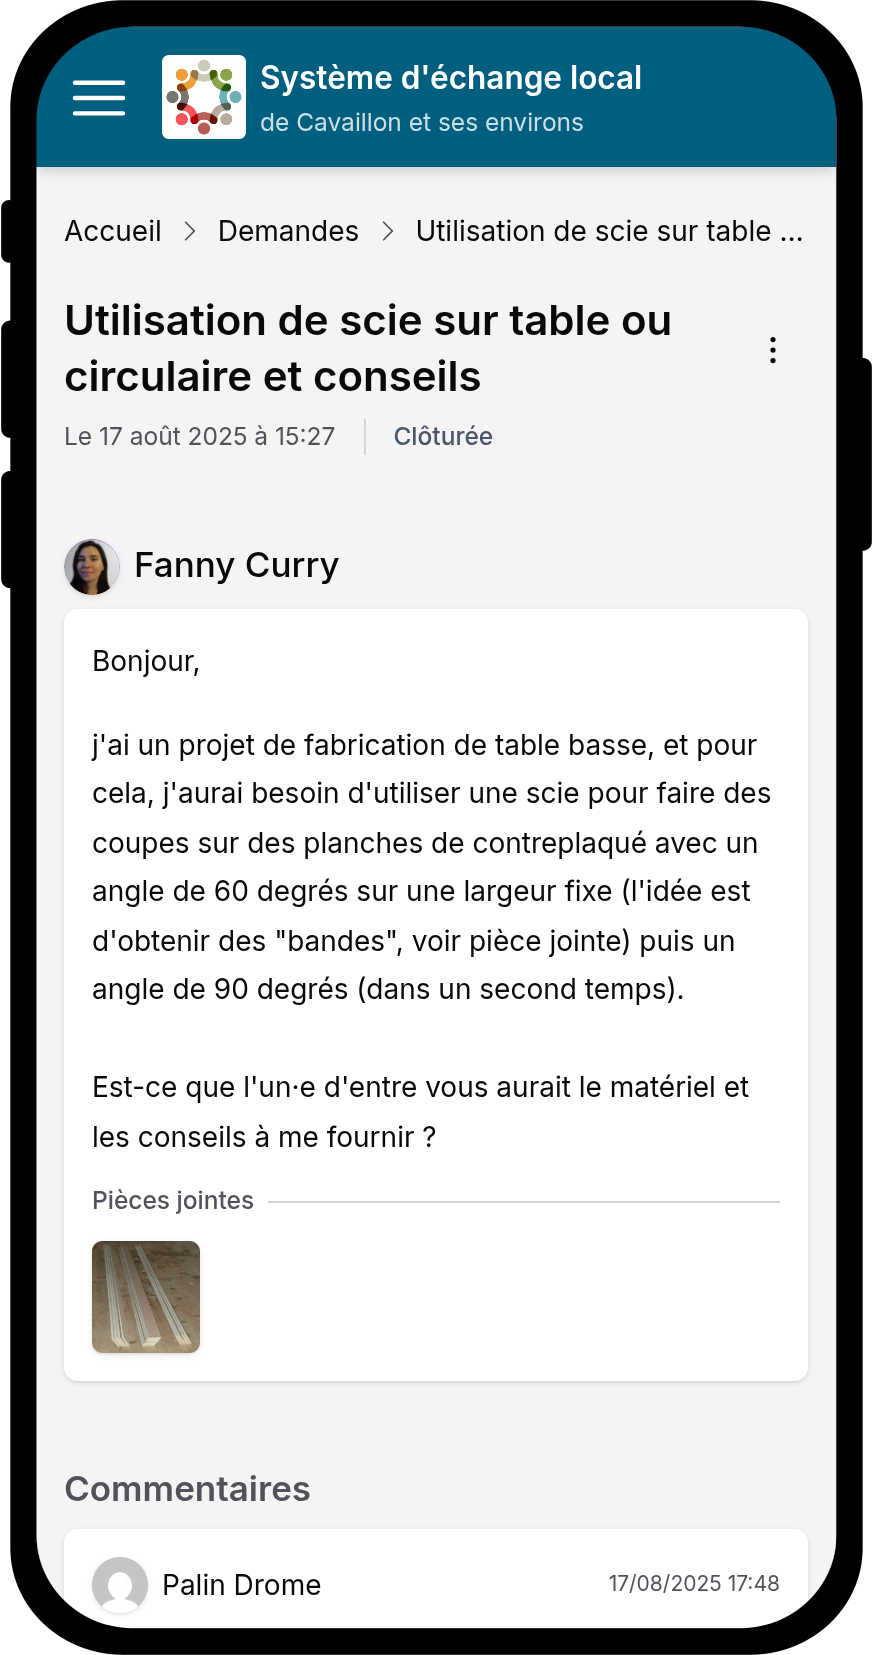 Système d'échange local
de Cavaillon et ses environs
Accueil > Demandes > Utilisation de scie sur table ...
Utilisation de scie sur table ou
circulaire et conseils
Le 17 août 2025 à 15:27 | Clôturée
Fanny Curry
Bonjour,
j'ai un projet de fabrication de table basse, et pour
cela, j'aurai besoin d'utiliser une scie pour faire des
coupes sur des planches de contreplaqué avec un
angle de 60 degrés sur une largeur fixe (l'idée est
d'obtenir des "bandes", voir pièce jointe) puis un
angle de 90 degrés (dans un second temps).
Est-ce que l'un·e d'entre vous aurait le matériel et
les conseils à me fournir ?
Pièces jointes
Commentaires
Palin Drome 17/08/2025 17:48